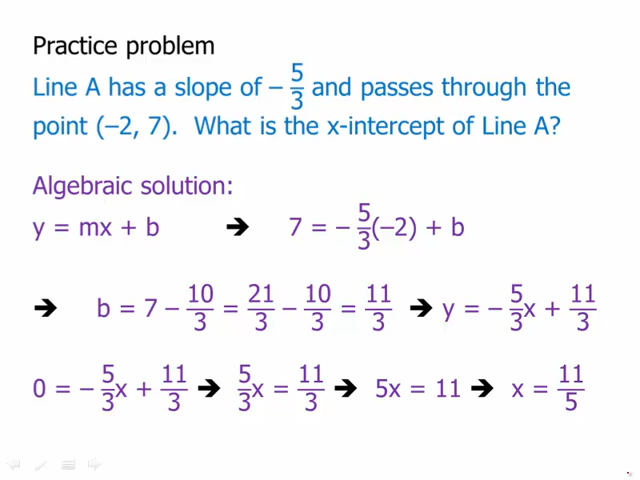 Practice problem
Line A has a slope of – 5/3 and passes through the
point (–2, 7).  What is the x-intercept of Line A?
Algebraic solution:
y = mx + b ➔ 7 = – 5/3(–2) + b
➔ b = 7 – 10/3 = 21/3 – 10/3 = 11/3 ➔ y = – 5/3x + 11/3
0 = – 5/3x + 11/3 ➔ 5/3x = 11/3 ➔ 5x = 11 ➔ x = 11/5